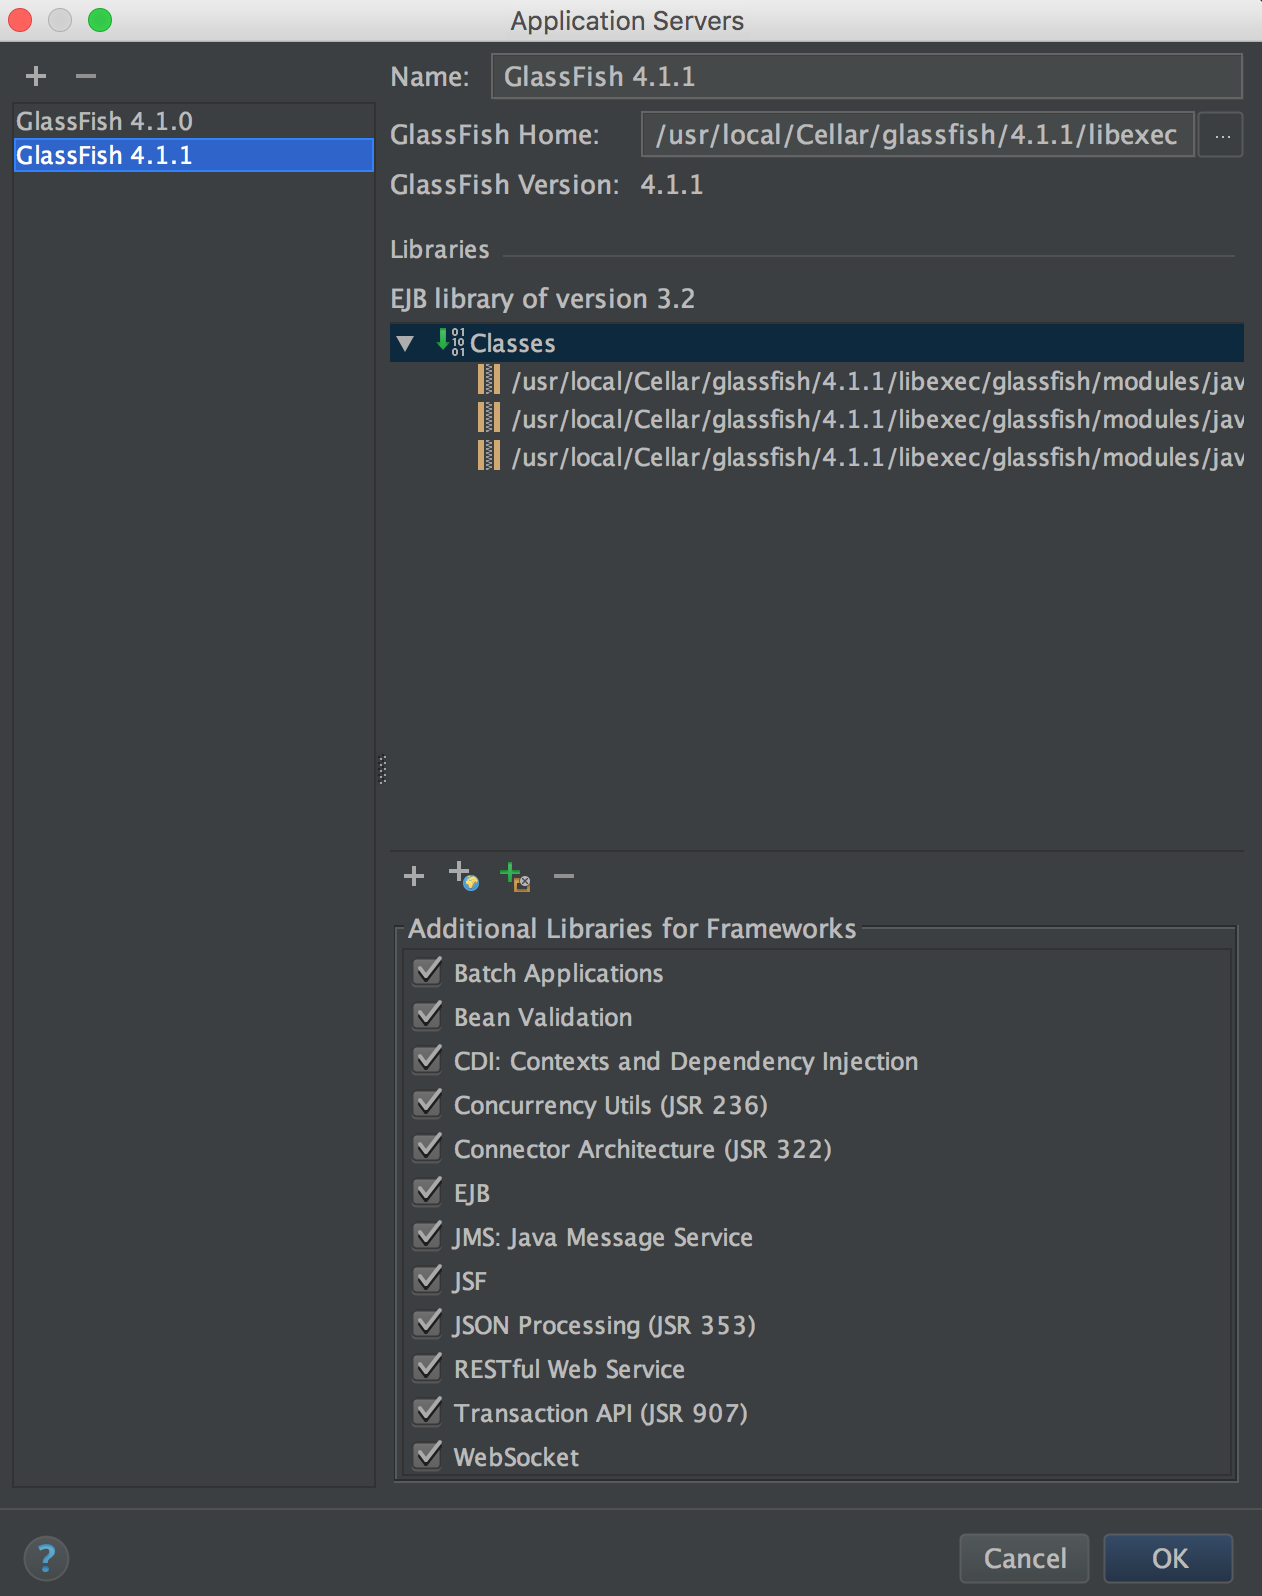 Application Servers
GlassFish 4.1.0
GlassFish 4.1.1
Name: GlassFish 4.1.1
GlassFish Home: /usr/local/Cellar/glassfish/4.1.1/libexec ...
GlassFish Version: 4.1.1
Libraries
EJB library of version 3.2
Classes
/usr/local/Cellar/glassfish/4.1.1/libexec/glassfish/modules/jav
/usr/local/Cellar/glassfish/4.1.1/libexec/glassfish/modules/jav
/usr/local/Cellar/glassfish/4.1.1/libexec/glassfish/modules/jav
Additional Libraries for Frameworks
Batch Applications
Bean Validation
CDI: Contexts and Dependency Injection
Concurrency Utils (JSR 236)
Connector Architecture (JSR 322)
EJB
JMS: Java Message Service
JSF
JSON Processing (JSR 353)
RESTful Web Service
Transaction API (JSR 907)
WebSocket
? Cancel OK